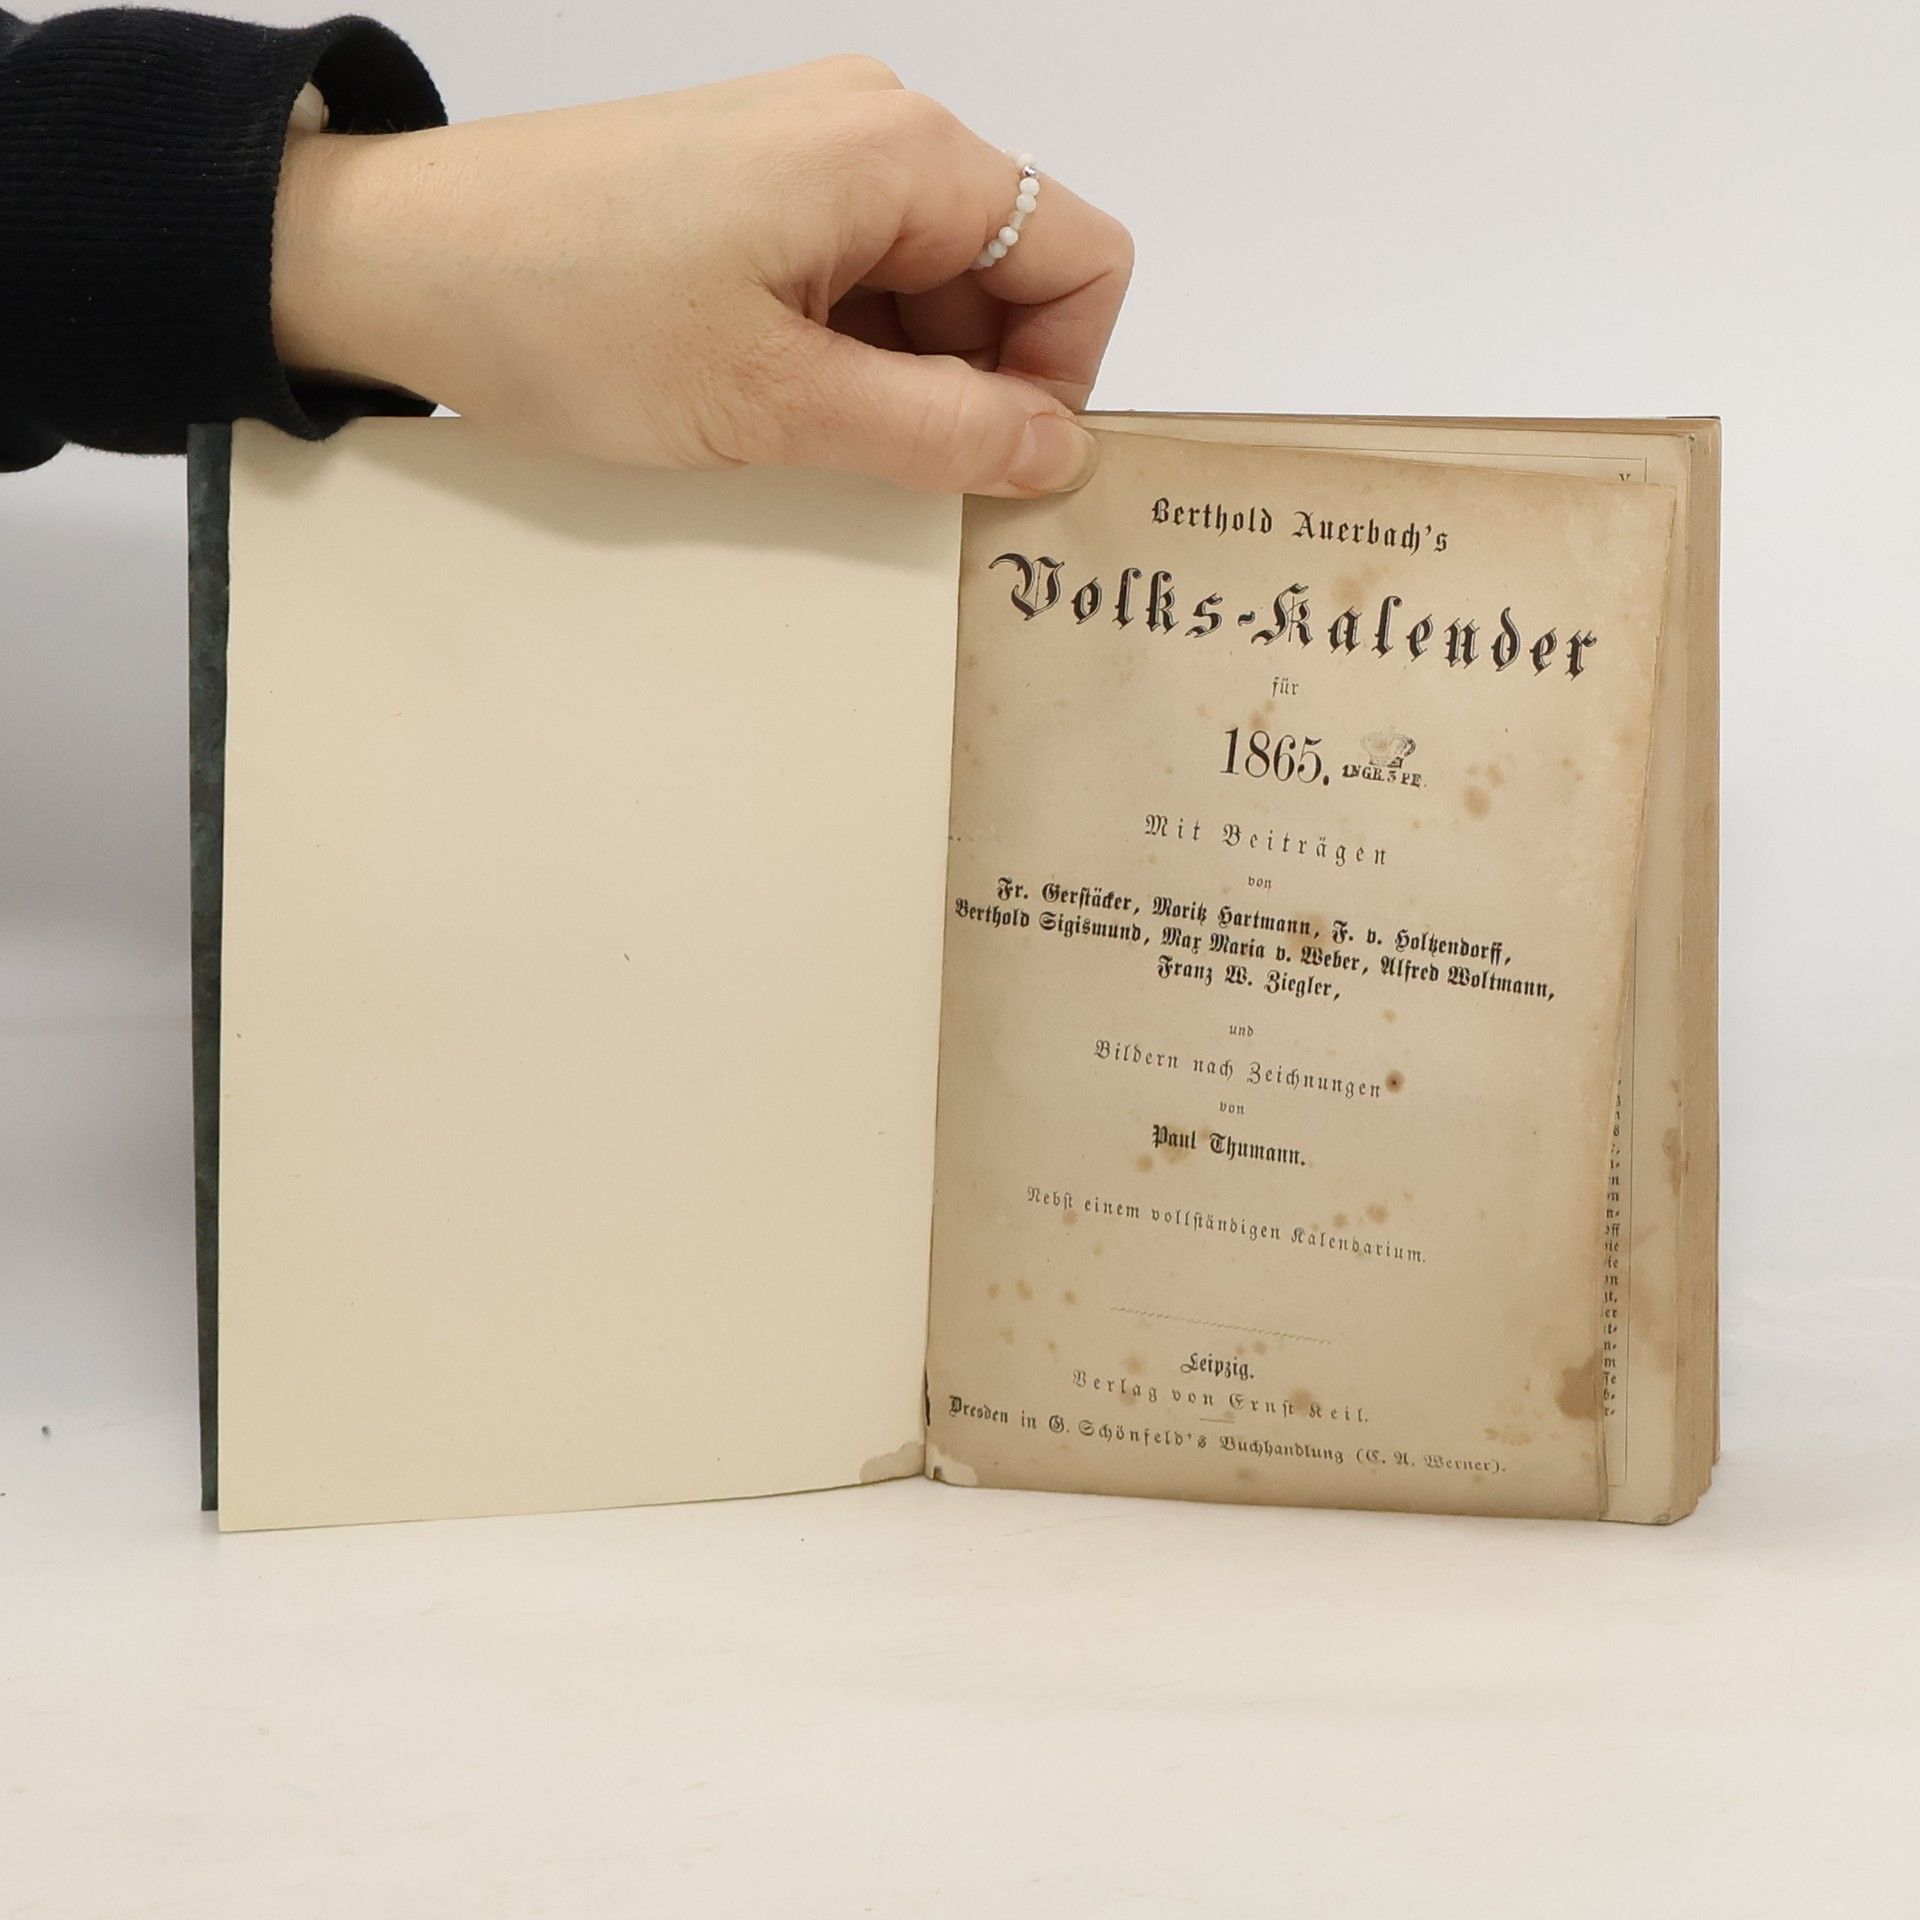 Berthold Auerbach's
Volks-Kalender
für
1865.
Mit Beiträgen
von
Fr. Gerstäcker, Moritz Hartmann, F. v. Holtzendorff,
Berthold Sigismund, Max Maria v. Weber, Alfred Woltmann,
Franz W. Ziegler,
und
Bildern nach Zeichnungen
von
Paul Thumann.
Nebst einem vollständigen Kalendarium.
Leipzig.
Verlag von Ernst Keil.
Dresden in G. Schönfeld's Buchhandlung (C. A. Werner).